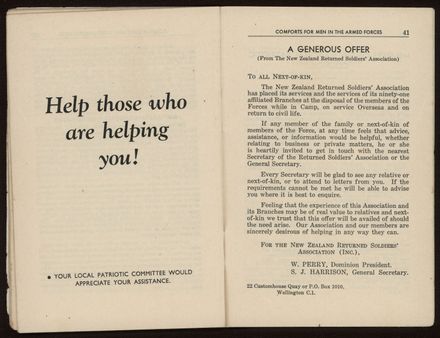 Help those who
are helping
you!
• YOUR LOCAL PATRIOTIC COMMITTEE WOULD
APPRECIATE YOUR ASSISTANCE.
COMFORTS FOR MEN IN THE ARMED FORCES 41
A GENEROUS OFFER
(From The New Zealand Returned Soldiers' Association)
TO ALL NEXT-OF-KIN,
The New Zealand Returned Soldiers' Association
has placed its services and the services of its ninety-one
affiliated Branches at the disposal of the members of the
Forces while in Camp, on service Overseas and on
return to civil life.
If any member of the family or next-of-kin of
members of the Force, at any time feels that advice,
assistance, or information would be helpful, whether
relating to business or private matters, he or she
is heartily invited to get in touch with the nearest
Secretary of the Returned Soldiers' Association or the
General Secretary.
Every Secretary will be glad to see any relative or
next-of-kin, or to attend to letters from you. If the
requirements cannot be met he will be able to advise
you where it is best to enquire.
Feeling that the experience of this Association and
its Branches may be of real value to relatives and next-
of-kin we trust that this offer will be availed of should
the need arise. Our Association and our members are
sincerely desirous of helping in any way they can.
FOR THE NEW ZEALAND RETURNED SOLDIERS'
ASSOCIATION (INC.),
W. PERRY, Dominion President.
S. J. HARRISON, General Secretary.
22 Customhouse Quay or P.O. Box 2010,
Wellington C.1.